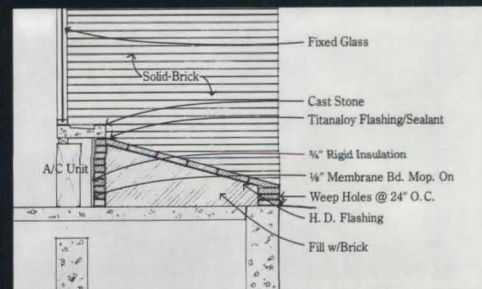 Fixed Glass
Solid-Brick
Cast Stone
Titanaloy Flashing/Sealant
A/C Unit
¾" Rigid Insulation
⅛" Membrane Bd. Mop. On
Weep Holes @ 24" O.C.
H. D. Flashing
Fill w/Brick